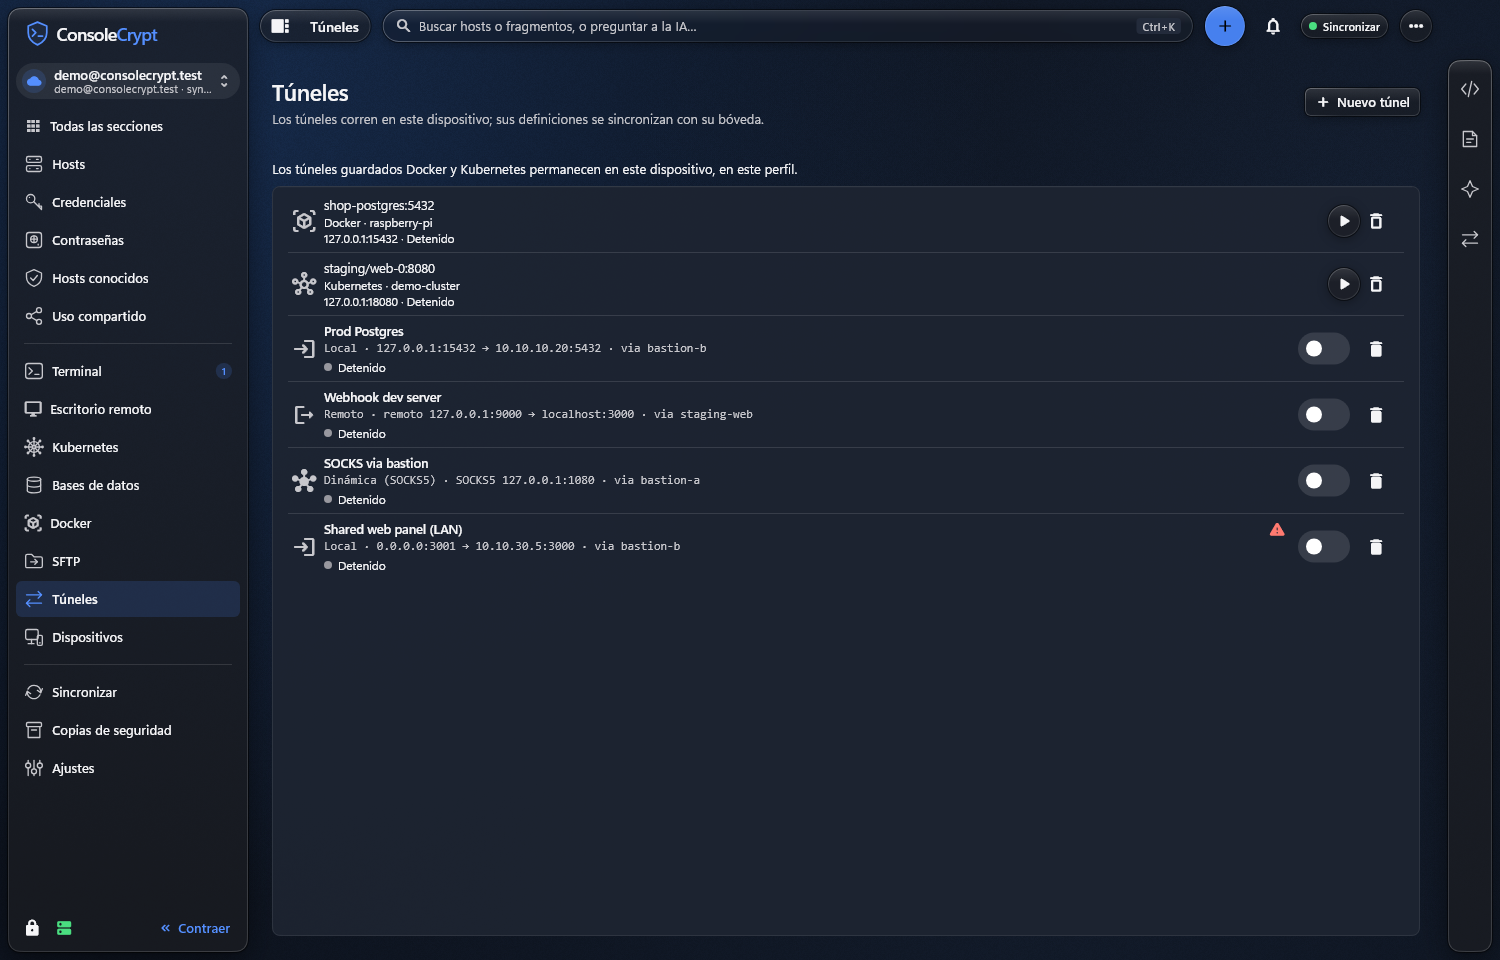 ConsoleCrypt
demo@consolecrypt.test
demo@consolecrypt.test · syn...
Todas las secciones
Hosts
Credenciales
Contraseñas
Hosts conocidos
Uso compartido
Terminal
1
Escritorio remoto
Kubernetes
Bases de datos
Docker
SFTP
Túneles
Dispositivos
Sincronizar
Copias de seguridad
Ajustes
« Contraer
Túneles
Buscar hosts o fragmentos, o preguntar a la IA...
Ctrl+K
Sincronizar
Túneles
Los túneles corren en este dispositivo; sus definiciones se sincronizan con su bóveda.
+ Nuevo túnel
Los túneles guardados Docker y Kubernetes permanecen en este dispositivo, en este perfil.
shop-postgres:5432
Docker · raspberry-pi
127.0.0.1:15432 · Detenido
staging/web-0:8080
Kubernetes · demo-cluster
127.0.0.1:18080 · Detenido
Prod Postgres
Local · 127.0.0.1:15432 → 10.10.10.20:5432 · via bastion-b
Detenido
Webhook dev server
Remoto · remoto 127.0.0.1:9000 → localhost:3000 · via staging-web
Detenido
SOCKS via bastion
Dinámica (SOCKS5) · SOCKS5 127.0.0.1:1080 · via bastion-a
Detenido
Shared web panel (LAN)
Local · 0.0.0.0:3001 → 10.10.30.5:3000 · via bastion-b
Detenido